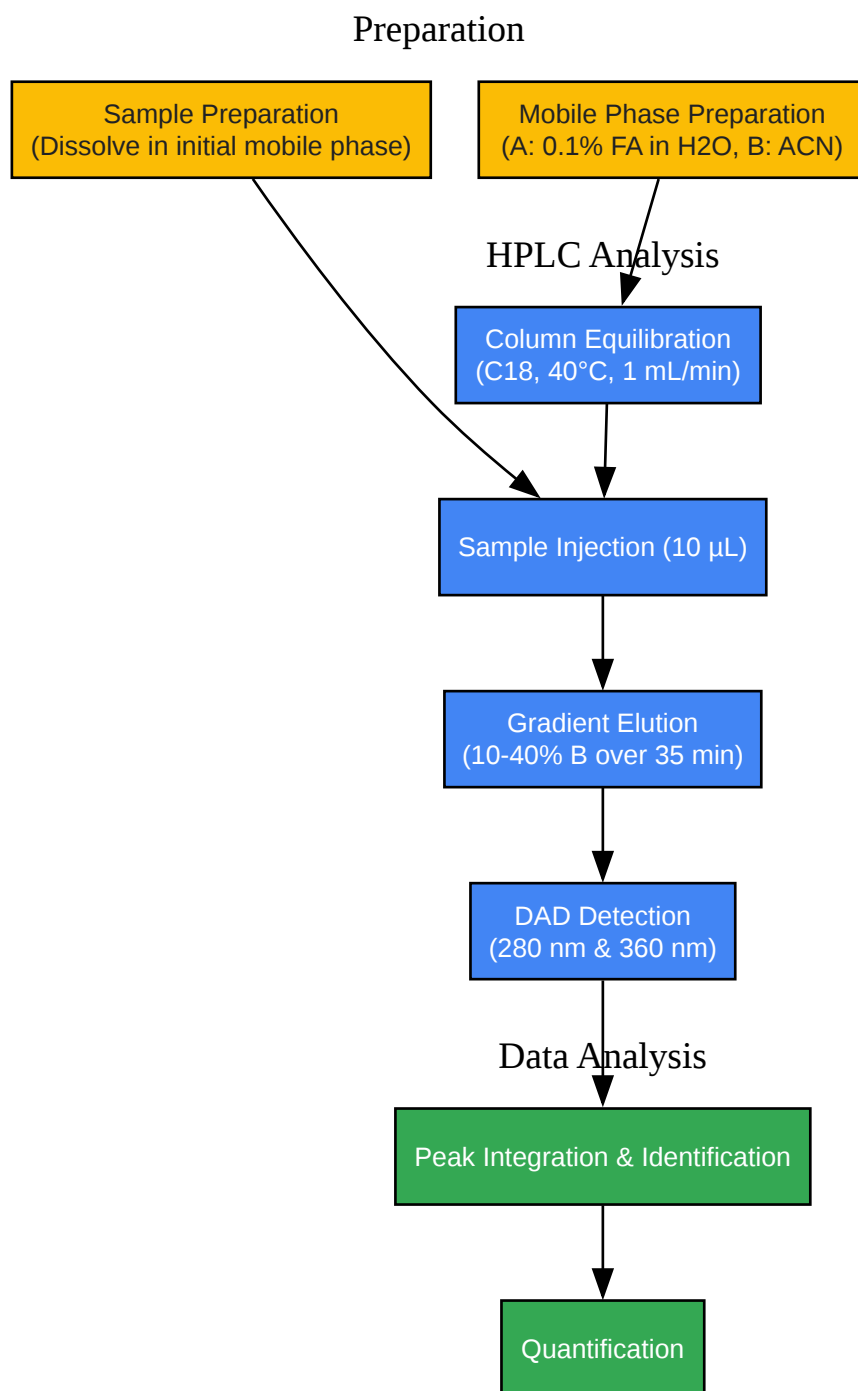 Preparation
Sample Preparation
(Dissolve in initial mobile phase)
Mobile Phase Preparation
(A: 0.1% FA in H2O, B: ACN)
HPLC Analysis
Column Equilibration
(C18, 40°C, 1 mL/min)
Sample Injection (10 µL)
Gradient Elution
(10-40% B over 35 min)
DAD Detection
(280 nm & 360 nm)
Data Analysis
Peak Integration & Identification
Quantification